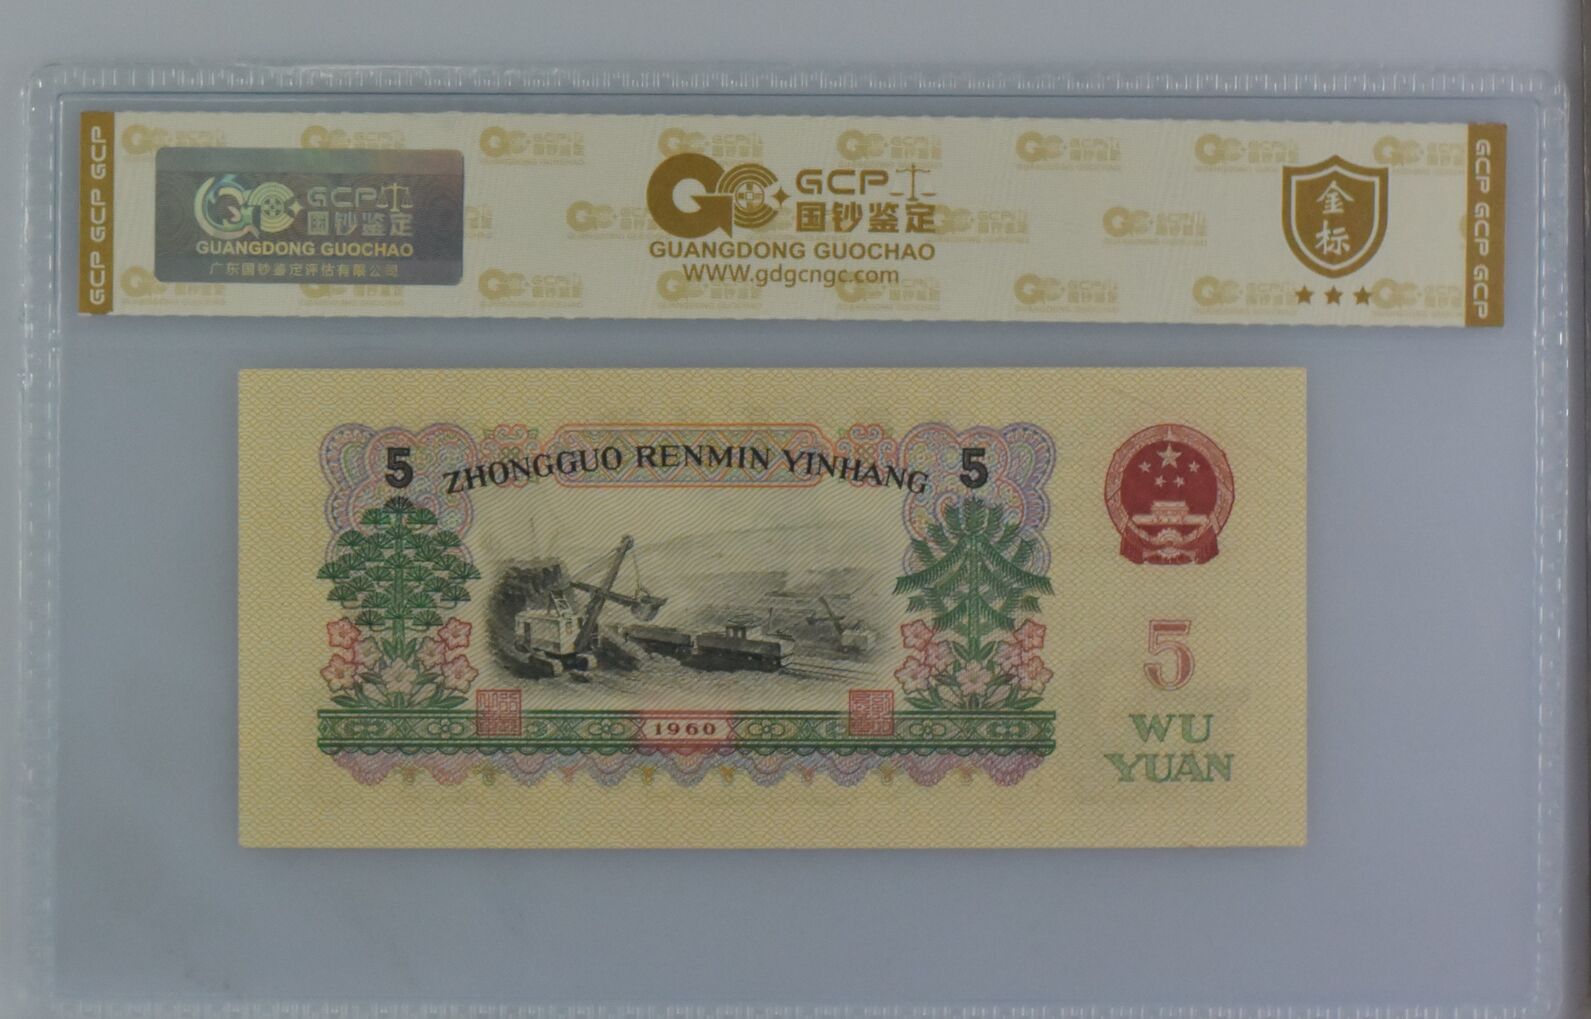 GCP GCP GCP
GCP
国钞鉴定
GUANGDONG GUOCHAO
广东国钞鉴定评估有限公司
GCP
国钞鉴定
GUANGDONG GUOCHAO
WWW.gdgcngc.com
金
标
GCP GCP GCP
5 ZHONGGUO RENMIN YINHANG 5
1960
5
WU
YUAN